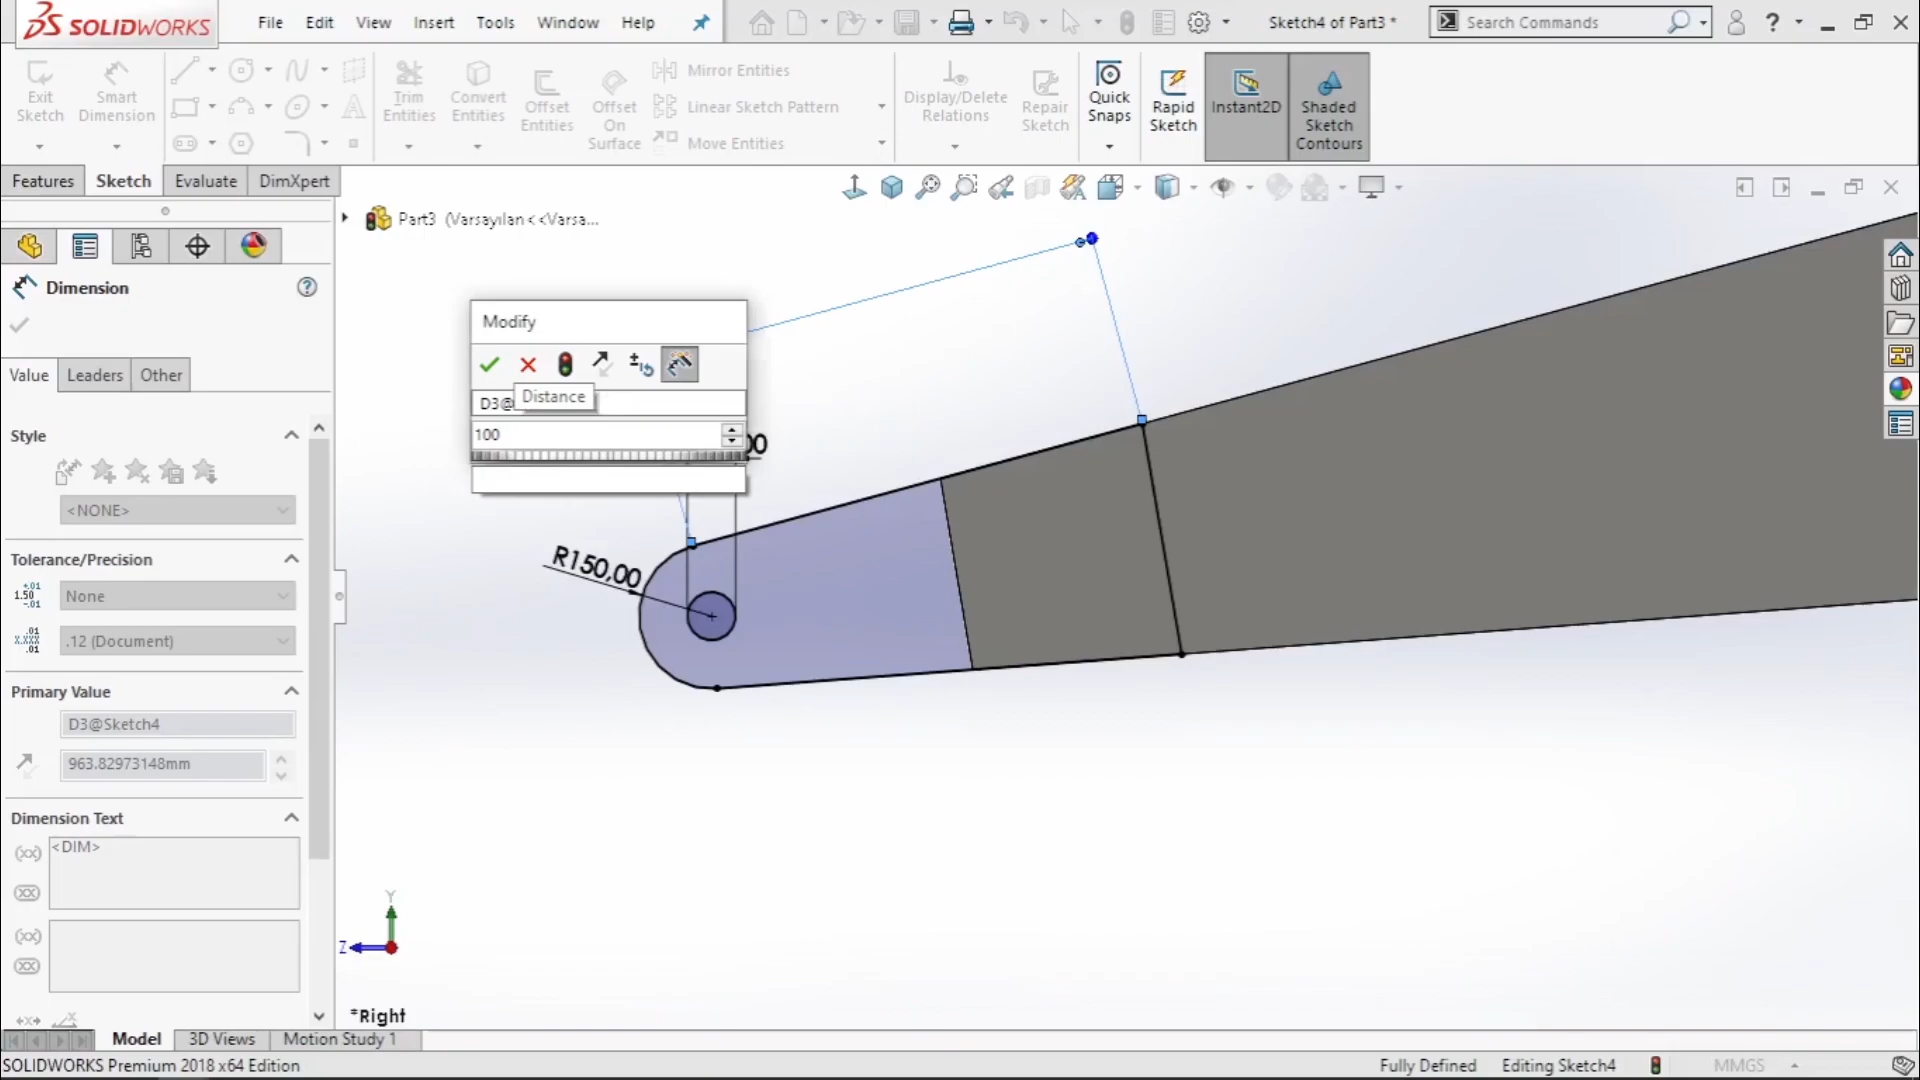 SOLIDWORKS File Edit View Insert Tools Window Help Sketch4 of Part3 * Search Commands ?
Exit Sketch
Smart Dimension
Trim Entities
Convert Entities
Offset Entities
Offset On Surface
Mirror Entities
Linear Sketch Pattern
Move Entities
Display/Delete Relations
Repair Sketch
Quick Snaps
Rapid Sketch
Instant2D
Shaded Sketch Contours
Features Sketch Evaluate DimXpert
Part3 (Varsayılan<<Varsa...
Dimension
Value Leaders Other
Style
<NONE>
Tolerance/Precision
None
.12 (Document)
Primary Value
D3@Sketch4
963.82973148mm
Dimension Text
<DIM>
Modify
D3@
Distance
100
R150,00
Y
Z
*Right
Model 3D Views Motion Study 1
SOLIDWORKS Premium 2018 x64 Edition Fully Defined Editing Sketch4 MMGS